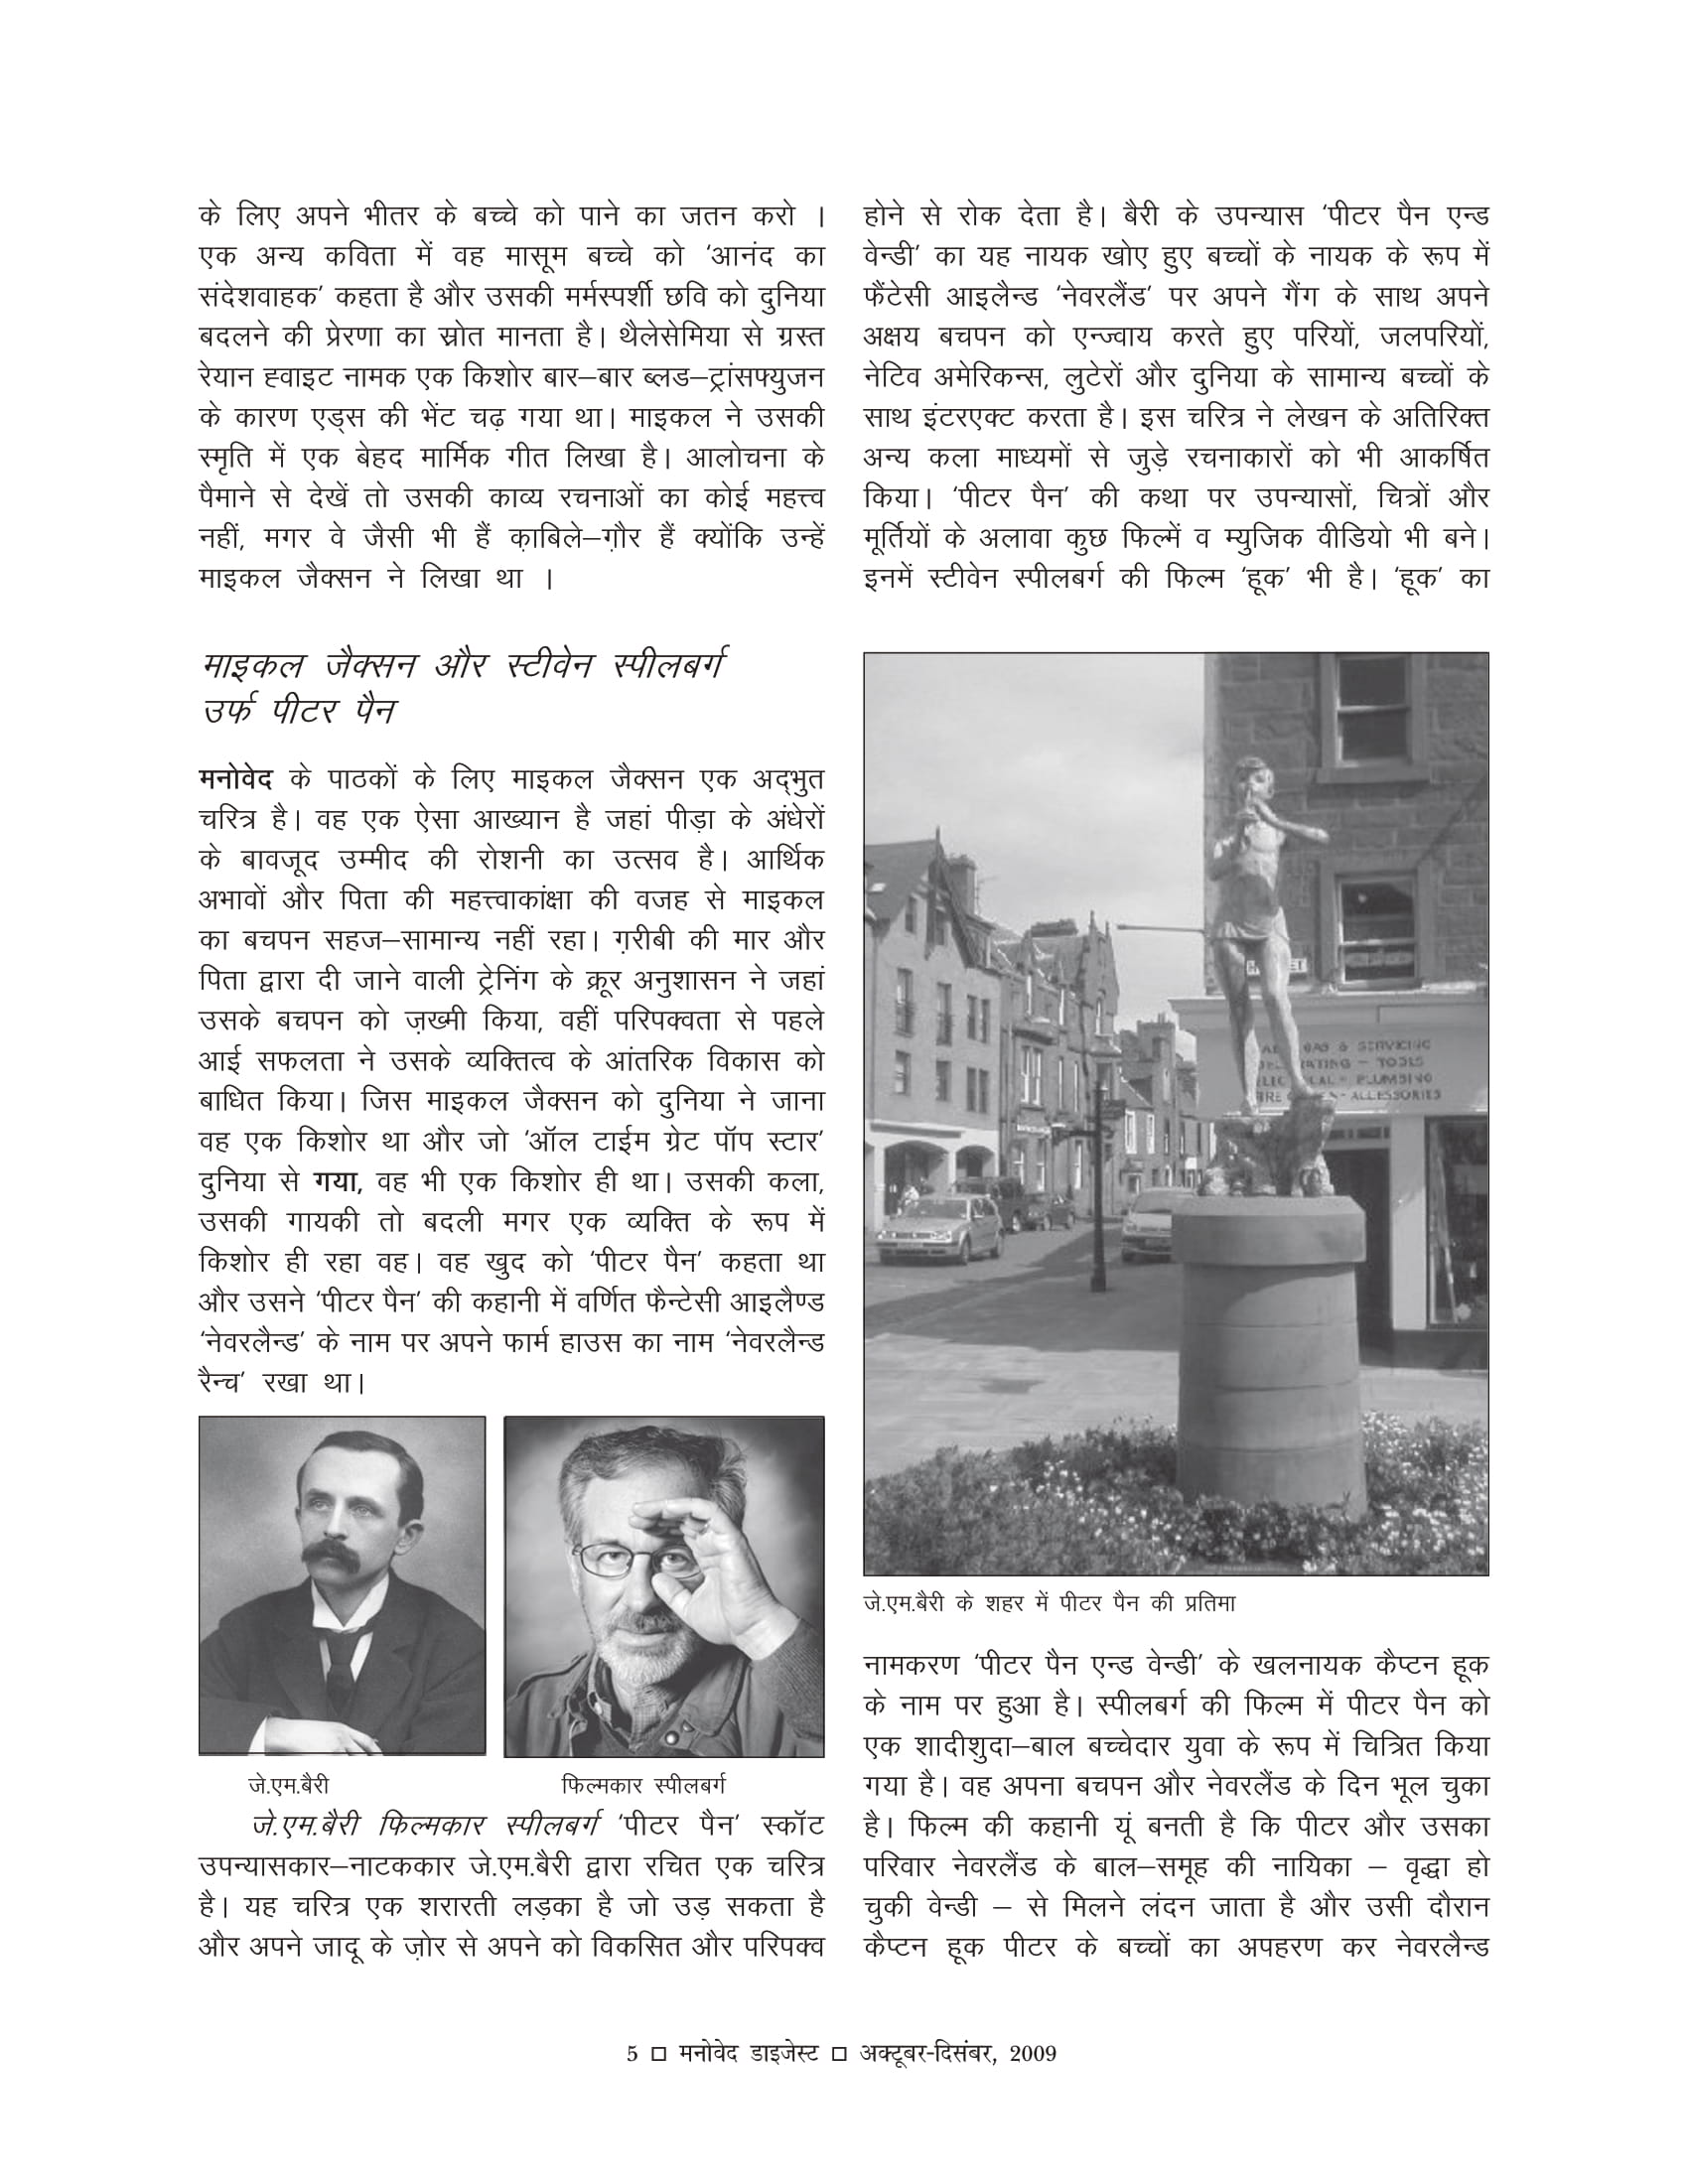 के लिए अपने भीतर के बच्चे को पाने का जतन करो ।
एक अन्य कविता में वह मासूम बच्चे को 'आनंद का
संदेशवाहक' कहता है और उसकी मर्मस्पर्शी छवि को दुनिया
बदलने की प्रेरणा का स्रोत मानता है। थैलेसेमिया से ग्रस्त
रेयान ह्वाइट नामक एक किशोर बार–बार ब्लड–ट्रांसफ्युजन
के कारण एड्स की भेंट चढ़ गया था। माइकल ने उसकी
स्मृति में एक बेहद मार्मिक गीत लिखा है। आलोचना के
पैमाने से देखें तो उसकी काव्य रचनाओं का कोई महत्त्व
नहीं, मगर वे जैसी भी हैं क़ाबिले–ग़ौर हैं क्योंकि उन्हें
माइकल जैक्सन ने लिखा था ।
माइकल जैक्सन और स्टीवेन स्पीलबर्ग
उर्फ पीटर पैन
मनोवेद के पाठकों के लिए माइकल जैक्सन एक अद्‌भुत
चरित्र है। वह एक ऐसा आख्यान है जहां पीड़ा के अंधेरों
के बावजूद उम्मीद की रोशनी का उत्सव है। आर्थिक
अभावों और पिता की महत्त्वाकांक्षा की वजह से माइकल
का बचपन सहज–सामान्य नहीं रहा। ग़रीबी की मार और
पिता द्वारा दी जाने वाली ट्रेनिंग के क्रूर अनुशासन ने जहां
उसके बचपन को ज़ख्मी किया, वहीं परिपक्वता से पहले
आई सफलता ने उसके व्यक्तित्व के आंतरिक विकास को
बाधित किया। जिस माइकल जैक्सन को दुनिया ने जाना
वह एक किशोर था और जो 'ऑल टाईम ग्रेट पॉप स्टार'
दुनिया से गया, वह भी एक किशोर ही था। उसकी कला,
उसकी गायकी तो बदली मगर एक व्यक्ति के रूप में
किशोर ही रहा वह। वह खुद को 'पीटर पैन' कहता था
और उसने 'पीटर पैन' की कहानी में वर्णित फैन्टेसी आइलैण्ड
'नेवरलैन्ड' के नाम पर अपने फार्म हाउस का नाम 'नेवरलैन्ड
रैन्च' रखा था।
जे.एम.बैरी
फिल्मकार स्पीलबर्ग
जे.एम.बैरी फिल्मकार स्पीलबर्ग 'पीटर पैन' स्कॉट
उपन्यासकार–नाटककार जे.एम.बैरी द्वारा रचित एक चरित्र
है। यह चरित्र एक शरारती लड़का है जो उड़ सकता है
और अपने जादू के ज़ोर से अपने को विकसित और परिपक्व
होने से रोक देता है। बैरी के उपन्यास 'पीटर पैन एन्ड
वेन्डी' का यह नायक खोए हुए बच्चों के नायक के रूप में
फैंटेसी आइलैन्ड 'नेवरलैंड' पर अपने गैंग के साथ अपने
अक्षय बचपन को एन्ज्वाय करते हुए परियों, जलपरियों,
नेटिव अमेरिकन्स, लुटेरों और दुनिया के सामान्य बच्चों के
साथ इंटरएक्ट करता है। इस चरित्र ने लेखन के अतिरिक्त
अन्य कला माध्यमों से जुड़े रचनाकारों को भी आकर्षित
किया। 'पीटर पैन' की कथा पर उपन्यासों, चित्रों और
मूर्तियों के अलावा कुछ फिल्में व म्युजिक वीडियो भी बने।
इनमें स्टीवेन स्पीलबर्ग की फिल्म 'हूक' भी है। 'हूक' का
GAS & SERVICING
TOOLS
PLUMBING
ACCESSORIES
जे.एम.बैरी के शहर में पीटर पैन की प्रतिमा
नामकरण 'पीटर पैन एन्ड वेन्डी' के खलनायक कैप्टन हूक
के नाम पर हुआ है। स्पीलबर्ग की फिल्म में पीटर पैन को
एक शादीशुदा–बाल बच्चेदार युवा के रूप में चित्रित किया
गया है। वह अपना बचपन और नेवरलैंड के दिन भूल चुका
है। फिल्म की कहानी यूं बनती है कि पीटर और उसका
परिवार नेवरलैंड के बाल–समूह की नायिका – वृद्धा हो
चुकी वेन्डी – से मिलने लंदन जाता है और उसी दौरान
कैप्टन हूक पीटर के बच्चों का अपहरण कर नेवरलैन्ड
5 □ मनोवेद डाइजेस्ट □ अक्टूबर-दिसंबर, 2009